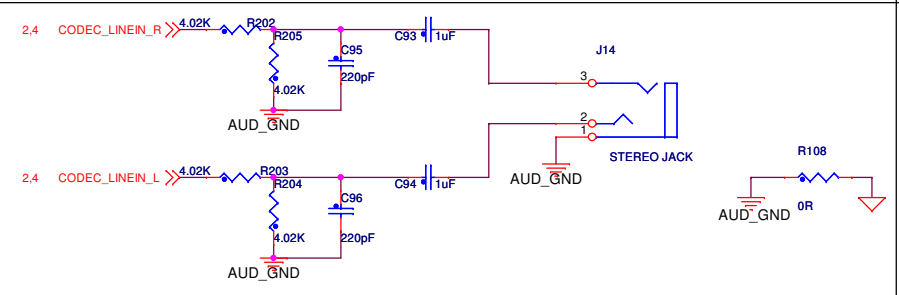 2,4 CODEC_LINEIN_R 4.02K R202
R205
C93 1uF
J14
C95
220pF
4.02K
AUD_GND
3
2
1
STEREO JACK
AUD_GND
R108
0R
AUD_GND
2,4 CODEC_LINEIN_L 4.02K R203
R204
C94 1uF
C96
220pF
4.02K
AUD_GND